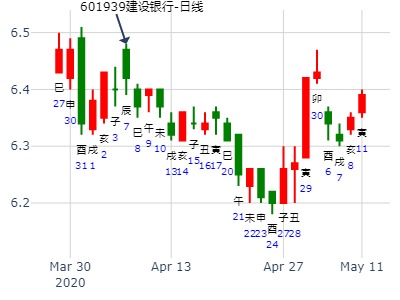 601939建设银行-日线
6.5
6.4
6.3
6.2
巳
27
申
30
酉
31
戌
1
亥
2
子
3
辰
7
巳
8
午
9
未
10
戌
13
亥
14
子
15
丑
16
寅
17
巳
20
午
21
未
22
申
23
酉
24
子
27
丑
28
寅
29
卯
30
酉
6
戌
7
亥
8
寅
11
Mar 30
2020
Apr 13
Apr 27
May 11